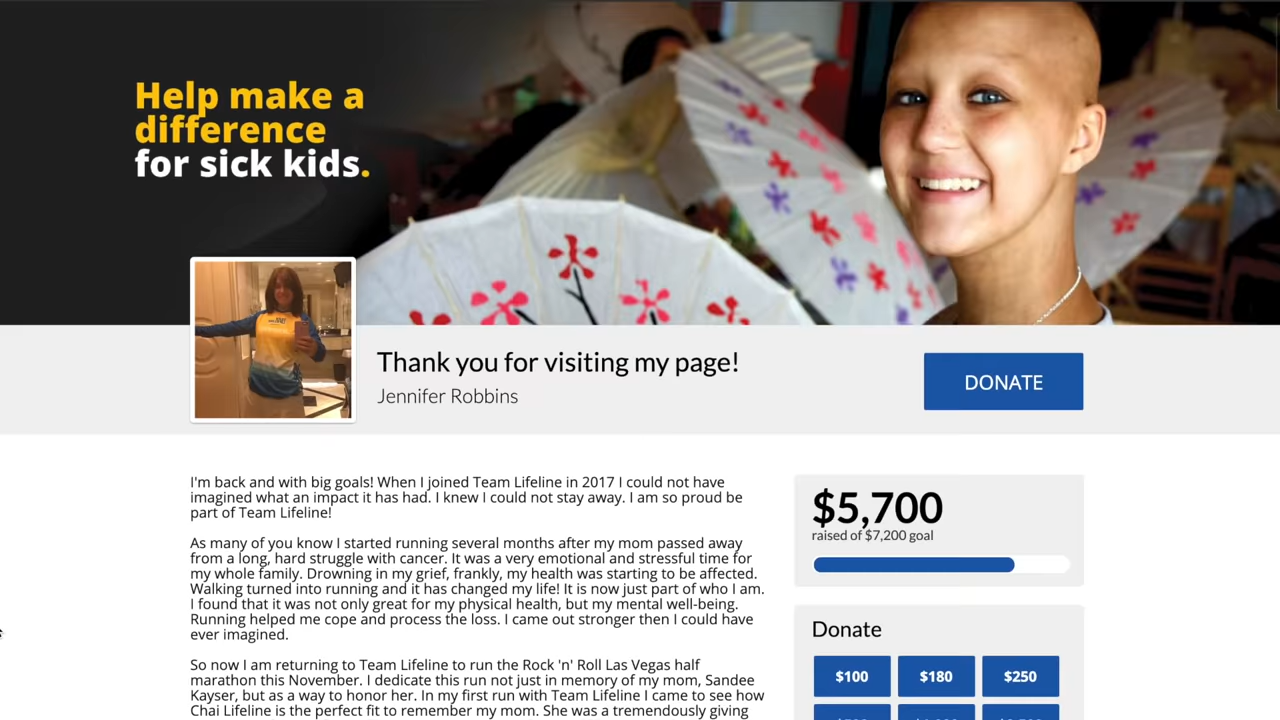 Help make a
difference
for sick kids.
Thank you for visiting my page!
Jennifer Robbins
DONATE
I'm back and with big goals! When I joined Team Lifeline in 2017 I could not have
imagined what an impact it has had. I knew I could not stay away. I am so proud be
part of Team Lifeline!
As many of you know I started running several months after my mom passed away
from a long, hard struggle with cancer. It was a very emotional and stressful time for
my whole family. Drowning in my grief, frankly, my health was starting to be affected.
Walking turned into running and it has changed my life! It is now just part of who I am.
I found that it was not only great for my physical health, but my mental well-being.
Running helped me cope and process the loss. I came out stronger then I could have
ever imagined.
So now I am returning to Team Lifeline to run the Rock 'n' Roll Las Vegas half
marathon this November. I dedicate this run not just in memory of my mom, Sandee
Kayser, but as a way to honor her. In my first run with Team Lifeline I came to see how
Chai Lifeline is the perfect fit to remember my mom. She was a tremendously giving
$5,700
raised of $7,200 goal
Donate
$100
$180
$250